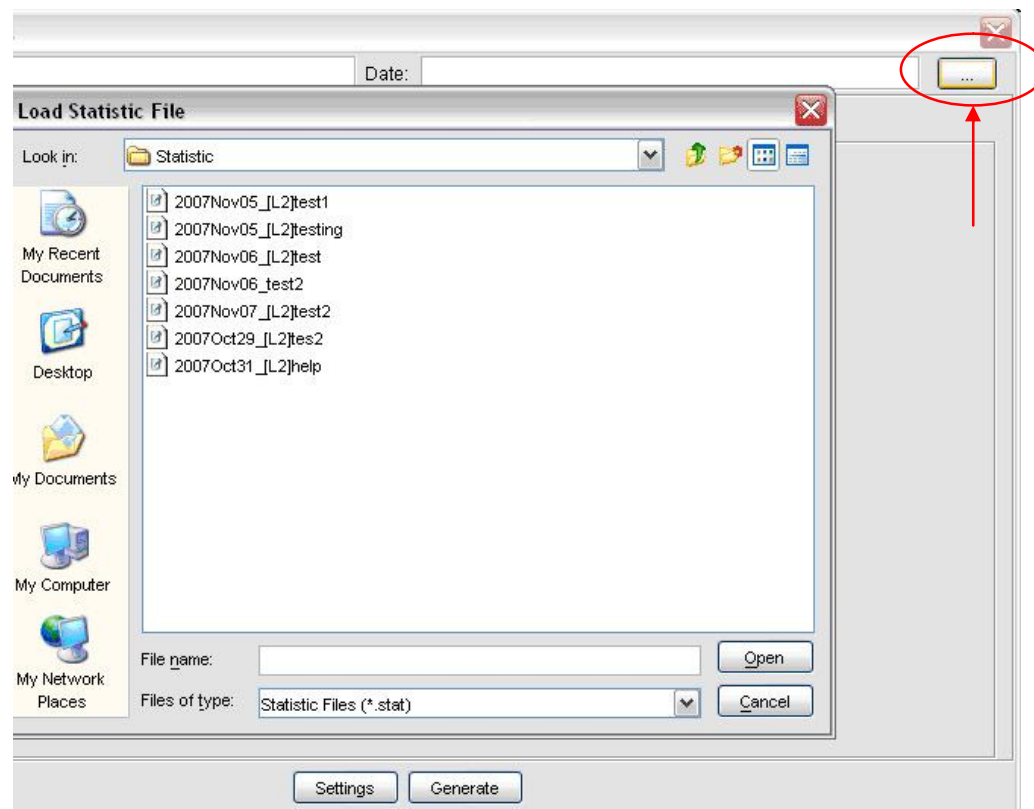 Date:
...
Load Statistic File
Look in:
Statistic
2007Nov05_[L2]test1
2007Nov05_[L2]testing
2007Nov06_[L2]test
2007Nov06_test2
2007Nov07_[L2]test2
2007Oct29_[L2]tes2
2007Oct31_[L2]help
My Recent
Documents
Desktop
My Documents
My Computer
My Network
Places
File name:
Open
Files of type:
Statistic Files (*.stat)
Cancel
Settings
Generate